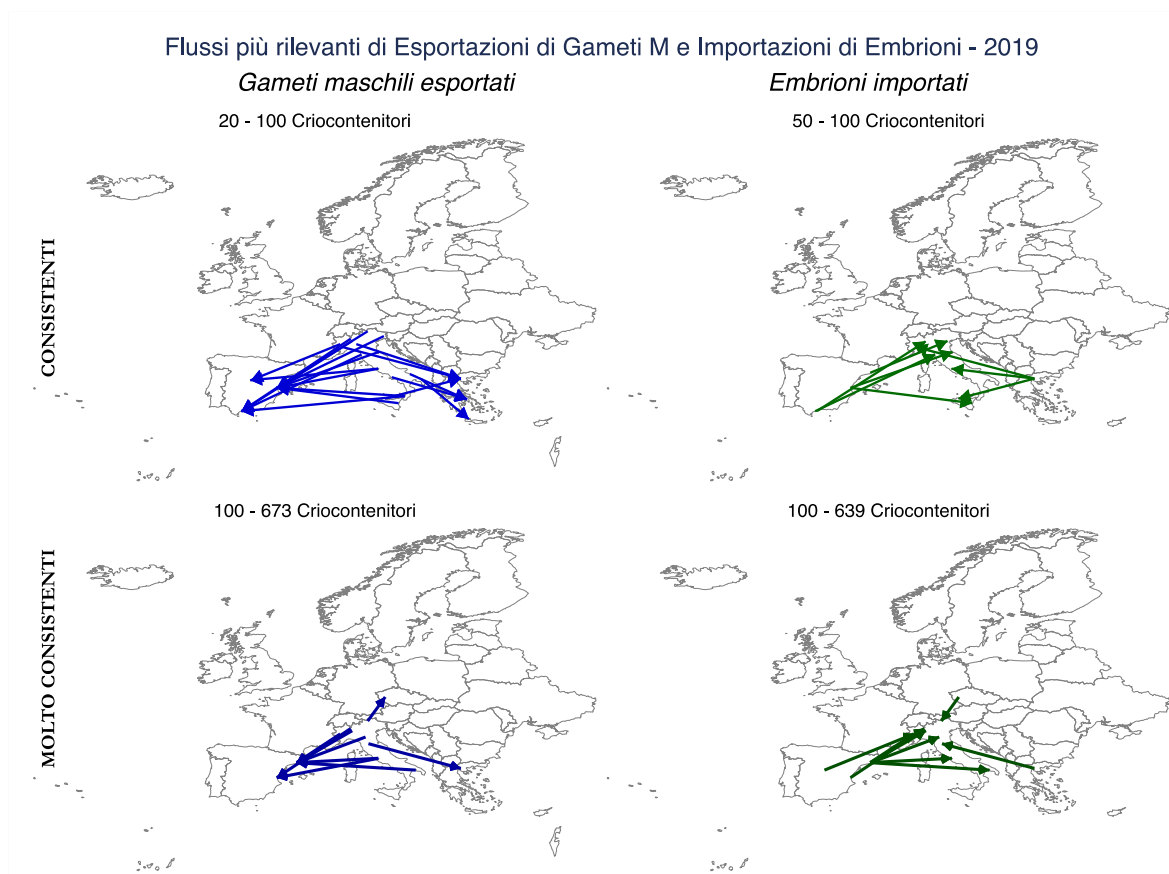 Flussi più rilevanti di Esportazioni di Gameti M e Importazioni di Embrioni - 2019
Gameti maschili esportati
Embrioni importati
20 - 100 Criocontenitori
50 - 100 Criocontenitori
CONSISTENTI
100 - 673 Criocontenitori
100 - 639 Criocontenitori
MOLTO CONSISTENTI